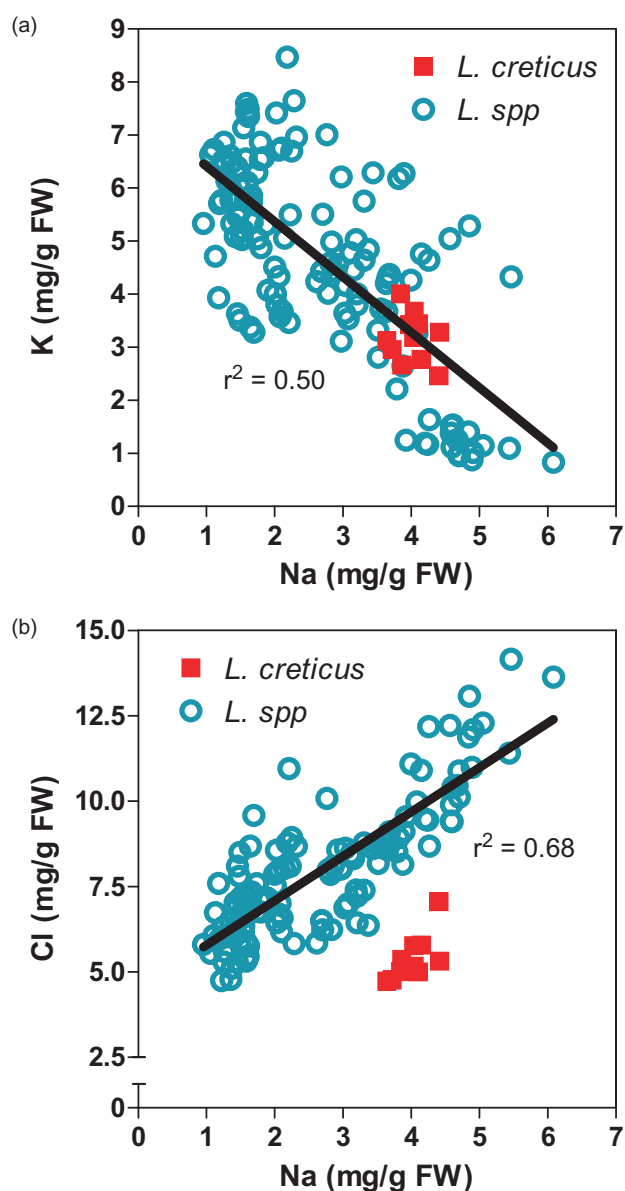 (a)
9
8
7
6
5
4
3
2
1
0
K (mg/g FW)
L. creticus
L. spp
r² = 0.50
0 1 2 3 4 5 6 7
Na (mg/g FW)
(b)
15.0
12.5
10.0
7.5
5.0
2.5
0
Cl (mg/g FW)
L. creticus
L. spp
r² = 0.68
0 1 2 3 4 5 6 7
Na (mg/g FW)